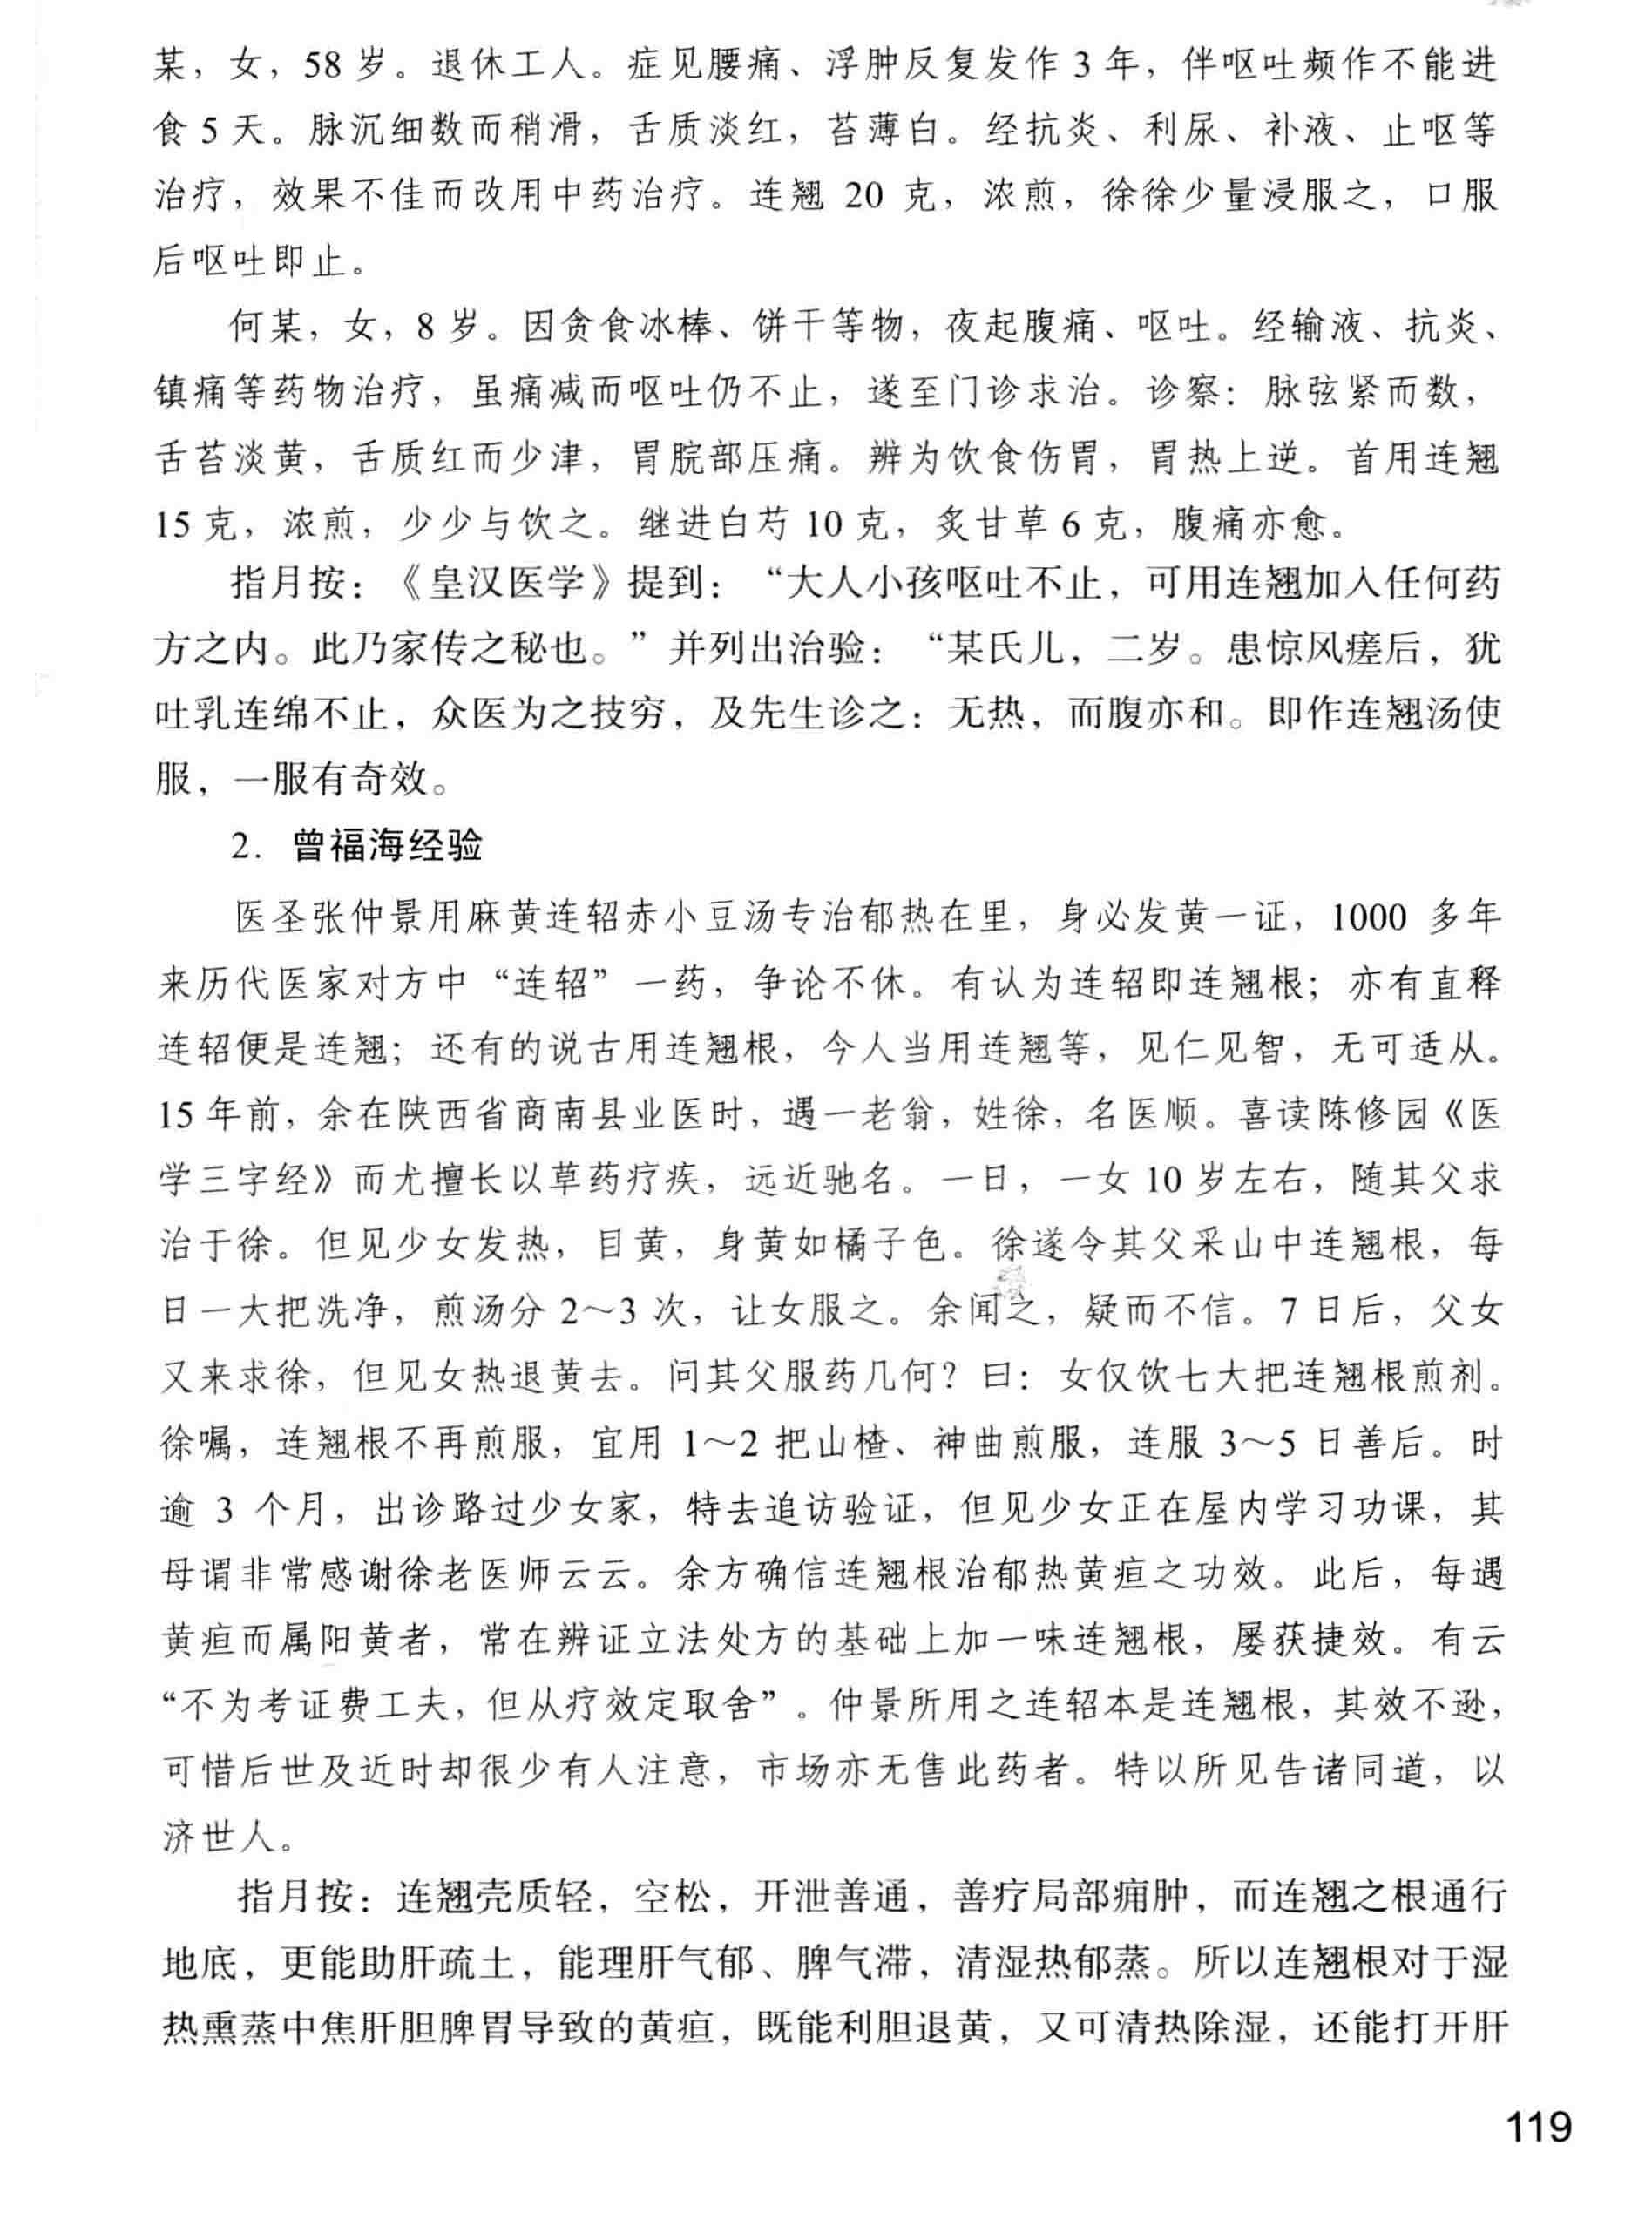 某，女，58 岁。退休工人。症见腰痛、浮肿反复发作 3 年，伴呕吐频作不能进
食 5 天。脉沉细数而稍滑，舌质淡红，苔薄白。经抗炎、利尿、补液、止呕等
治疗，效果不佳而改用中药治疗。连翘 20 克，浓煎，徐徐少量浸服之，口服
后呕吐即止。
何某，女，8 岁。因贪食冰棒、饼干等物，夜起腹痛、呕吐。经输液、抗炎、
镇痛等药物治疗，虽痛减而呕吐仍不止，遂至门诊求治。诊察：脉弦紧而数，
舌苔淡黄，舌质红而少津，胃脘部压痛。辨为饮食伤胃，胃热上逆。首用连翘
15 克，浓煎，少少与饮之。继进白芍 10 克，炙甘草 6 克，腹痛亦愈。
指月按：《皇汉医学》提到：“大人小孩呕吐不止，可用连翘加入任何药
方之内。此乃家传之秘也。”并列出治验：“某氏儿，二岁。患惊风瘥后，犹
吐乳连绵不止，众医为之技穷，及先生诊之：无热，而腹亦和。即作连翘汤使
服，一服有奇效。
2. 曾福海经验
医圣张仲景用麻黄连轺赤小豆汤专治郁热在里，身必发黄一证，1000 多年
来历代医家对方中“连轺”一药，争论不休。有认为连轺即连翘根；亦有直释
连轺便是连翘；还有的说古用连翘根，今人当用连翘等，见仁见智，无可适从。
15 年前，余在陕西省商南县业医时，遇一老翁，姓徐，名医顺。喜读陈修园《医
学三字经》而尤擅长以草药疗疾，远近驰名。一日，一女 10 岁左右，随其父求
治于徐。但见少女发热，目黄，身黄如橘子色。徐遂令其父采山中连翘根，每
日一大把洗净，煎汤分 2～3 次，让女服之。余闻之，疑而不信。7 日后，父女
又来求徐，但见女热退黄去。问其父服药几何？曰：女仅饮七大把连翘根煎剂。
徐嘱，连翘根不再煎服，宜用 1～2 把山楂、神曲煎服，连服 3～5 日善后。时
逾 3 个月，出诊路过少女家，特去追访验证，但见少女正在屋内学习功课，其
母谓非常感谢徐老医师云云。余方确信连翘根治郁热黄疸之功效。此后，每遇
黄疸而属阳黄者，常在辨证立法处方的基础上加一味连翘根，屡获捷效。有云
“不为考证费工夫，但从疗效定取舍”。仲景所用之连轺本是连翘根，其效不逊，
可惜后世及近时却很少有人注意，市场亦无售此药者。特以所见告诸同道，以
济世人。
指月按：连翘壳质轻，空松，开泄善通，善疗局部痈肿，而连翘之根通行
地底，更能助肝疏土，能理肝气郁、脾气滞，清湿热郁蒸。所以连翘根对于湿
热熏蒸中焦肝胆脾胃导致的黄疸，既能利胆退黄，又可清热除湿，还能打开肝
119